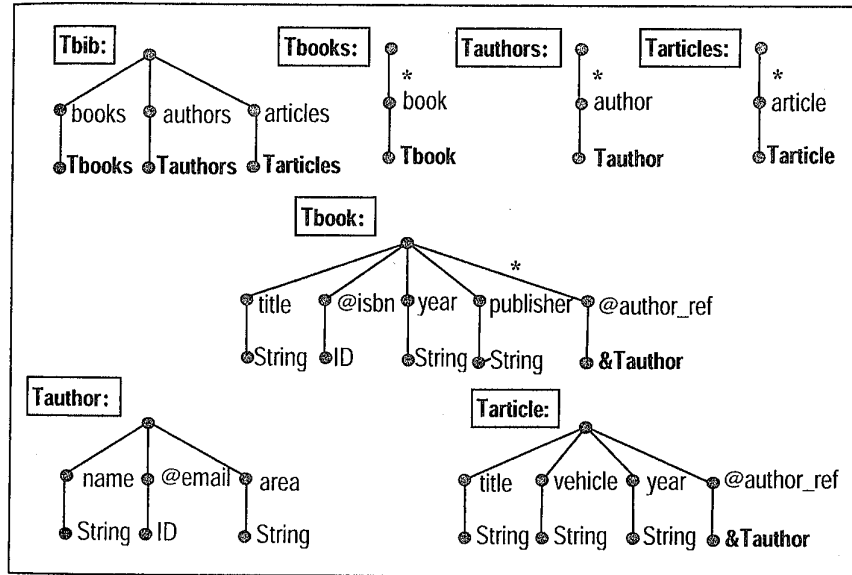 Tbib: Tbooks: Tauthors: Tarticles:
* * *
books authors articles book author article
Tbooks Tauthors Tarticles Tbook Tauthor Tarticle
Tbook:
*
title @isbn year publisher @author_ref
String ID String String &Tauthor
Tauthor: Tarticle:
name @email area title vehicle year @author_ref
String ID String String String String &Tauthor